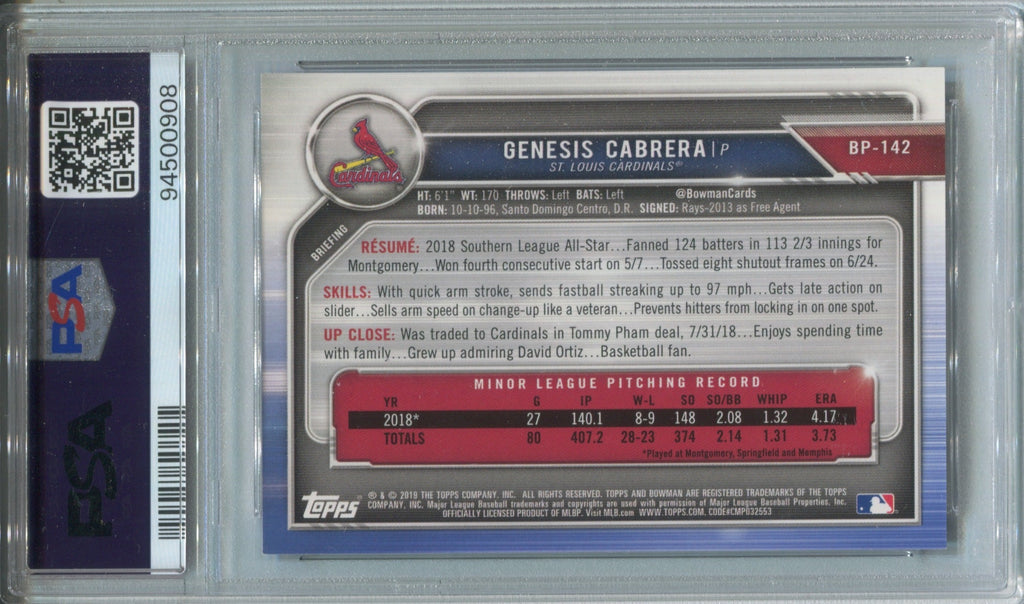 94500908
PSA
PSA
Cardinals
GENESIS CABRERA | P
ST. LOUIS CARDINALS®
BP-142
HT: 6'1" WT: 170 THROWS: Left BATS: Left @BowmanCards
BORN: 10-10-96, Santo Domingo Centro, D.R. SIGNED: Rays-2013 as Free Agent
BRIEFING
RÉSUMÉ: 2018 Southern League All-Star...Fanned 124 batters in 113 2/3 innings for
Montgomery...Won fourth consecutive start on 5/7...Tossed eight shutout frames on 6/24.
SKILLS: With quick arm stroke, sends fastball streaking up to 97 mph...Gets late action on
slider...Sells arm speed on change-up like a veteran...Prevents hitters from locking in on one spot.
UP CLOSE: Was traded to Cardinals in Tommy Pham deal, 7/31/18...Enjoys spending time
with family...Grew up admiring David Ortiz...Basketball fan.
MINOR LEAGUE PITCHING RECORD
YR G IP W-L SO SO/BB WHIP ERA
2018* 27 140.1 8-9 148 2.08 1.32 4.17
TOTALS 80 407.2 28-23 374 2.14 1.31 3.73
*Played at Montgomery, Springfield and Memphis
Topps
® & © 2019 THE TOPPS COMPANY, INC. ALL RIGHTS RESERVED. TOPPS AND BOWMAN ARE REGISTERED TRADEMARKS OF THE TOPPS
COMPANY, INC. Major League Baseball trademarks and copyrights are used with permission of Major League Baseball Properties, Inc.
OFFICIALLY LICENSED PRODUCT OF MLBP. Visit MLB.com WWW.TOPPS.COM. CODE#CMP032553